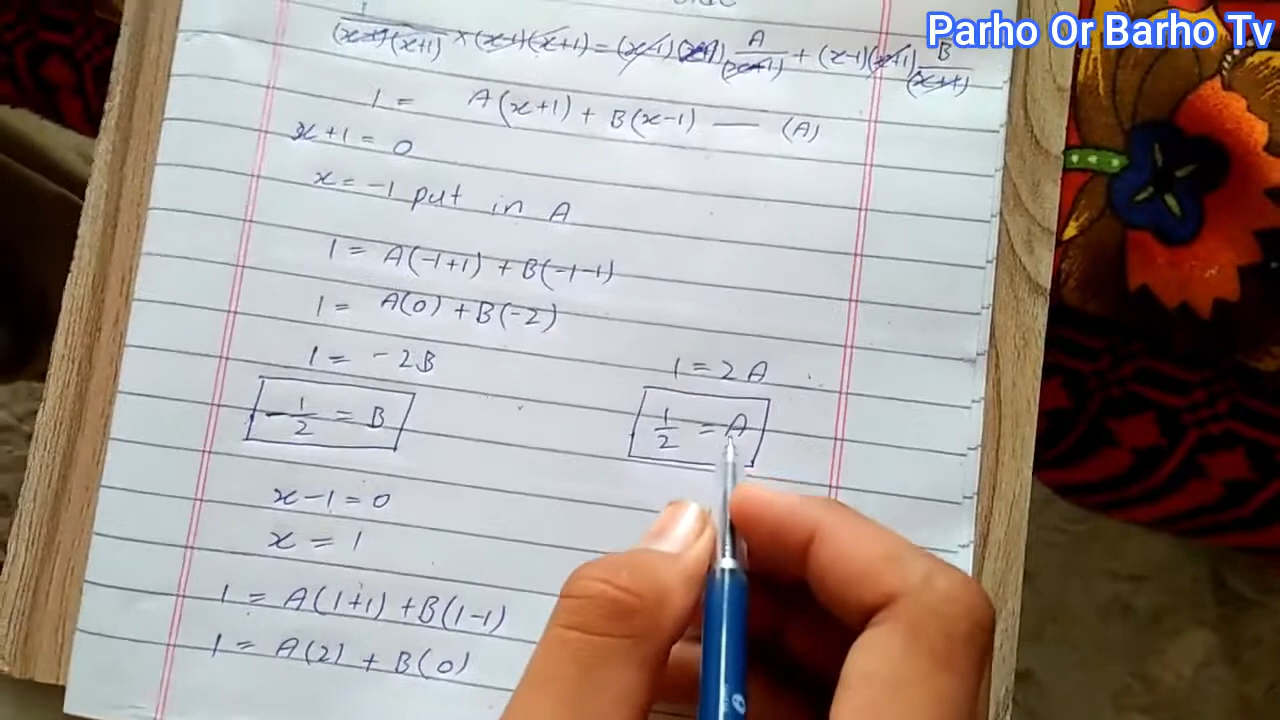 Parho Or Barho Tv
1/((x-1)(x+1)) × (x-1)(x+1) = (x-1)(x+1) A/(x-1) + (x-1)(x+1) B/(x+1)
1 = A(x+1) + B(x-1) — (A)
x+1 = 0
x = -1 put in A
1 = A(-1+1) + B(-1-1)
1 = A(0) + B(-2)
1 = -2B
-1/2 = B
x-1 = 0
x = 1
1 = A(1+1) + B(1-1)
1 = A(2) + B(0)
1 = 2A
1/2 = A